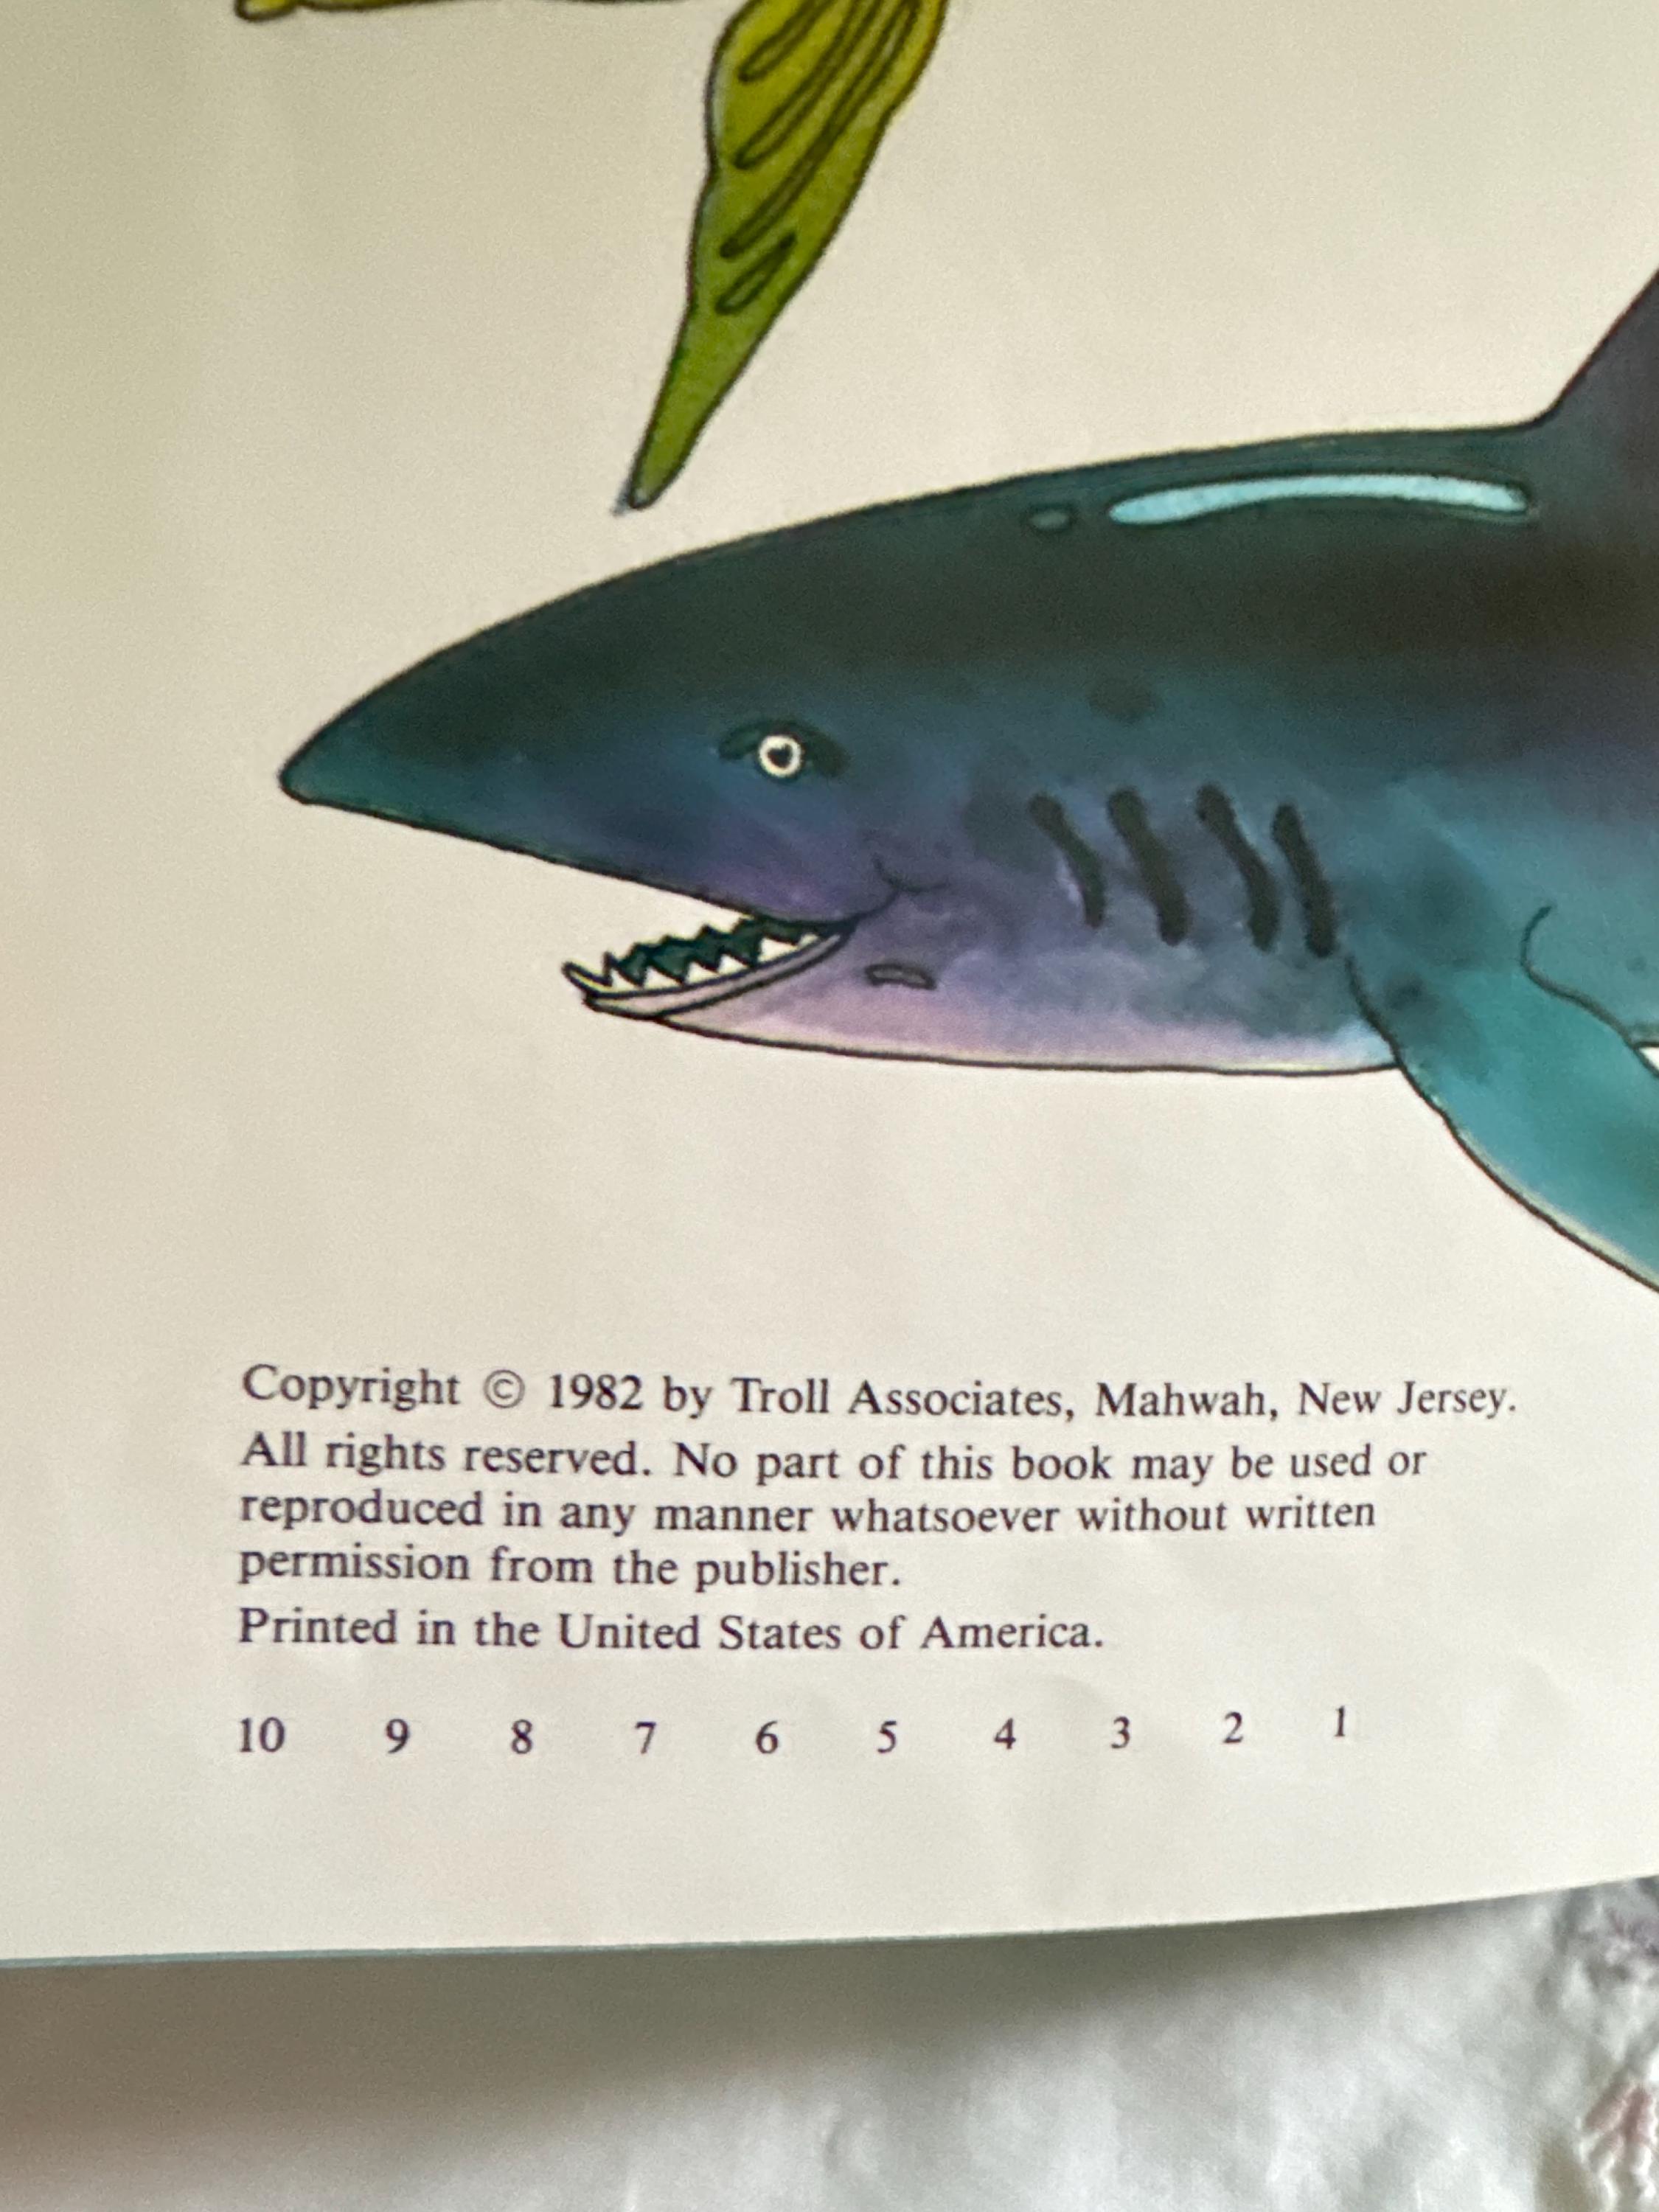 Copyright © 1982 by Troll Associates, Mahwah, New Jersey.
All rights reserved. No part of this book may be used or
reproduced in any manner whatsoever without written
permission from the publisher.
Printed in the United States of America.
10 9 8 7 6 5 4 3 2 1